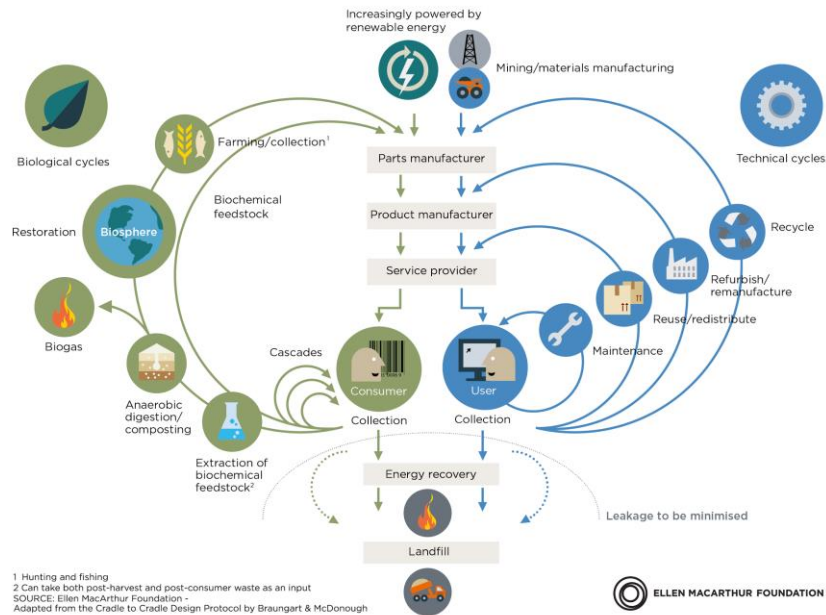 Increasingly powered by
renewable energy
Mining/materials manufacturing
Biological cycles
Farming/collection¹
Parts manufacturer
Technical cycles
Biochemical
feedstock
Product manufacturer
Restoration
Biosphere
Recycle
Service provider
Refurbish/
remanufacture
Reuse/redistribute
Biogas
Cascades
Maintenance
Consumer
User
Anaerobic
digestion/
composting
Collection
Collection
Extraction of
biochemical
feedstock²
Energy recovery
Leakage to be minimised
Landfill
1 Hunting and fishing
2 Can take both post-harvest and post-consumer waste as an input
SOURCE: Ellen MacArthur Foundation -
Adapted from the Cradle to Cradle Design Protocol by Braungart & McDonough
ELLEN MACARTHUR FOUNDATION